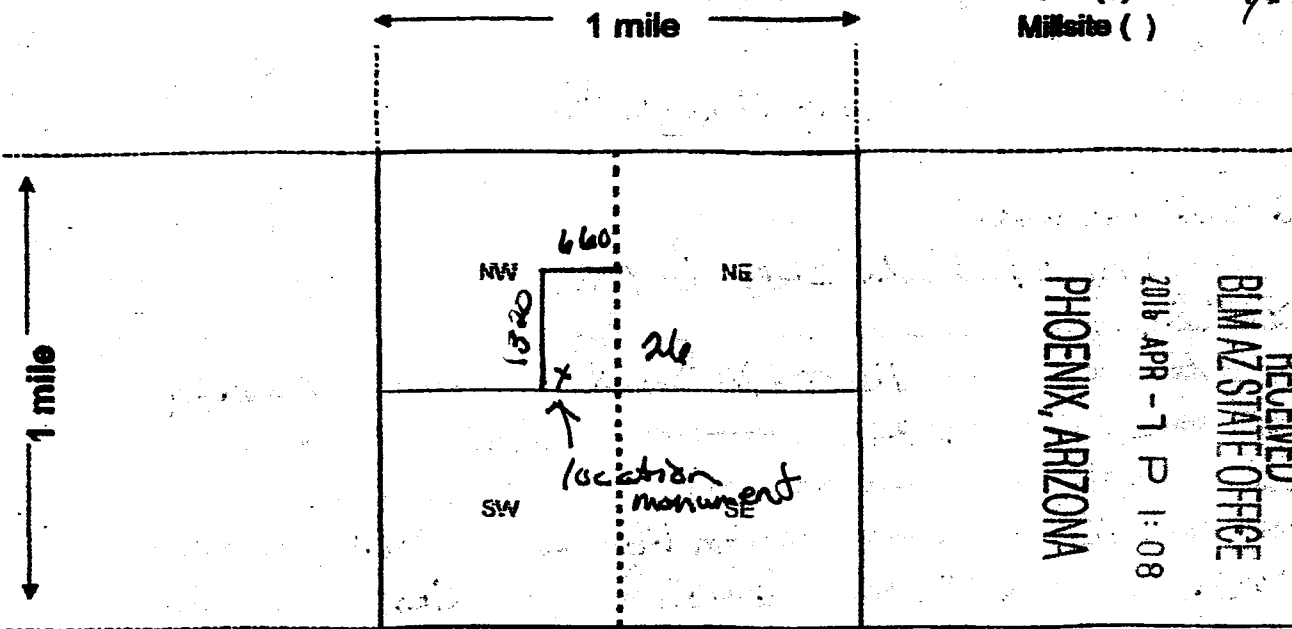 1 mile
Millsite ( )
660
NW
NE
1320
26
x
1 mile
location
monument
SW
SE
RECEIVED
BLM AZ STATE OFFICE
2016 APR -7 P 1:08
PHOENIX, ARIZONA